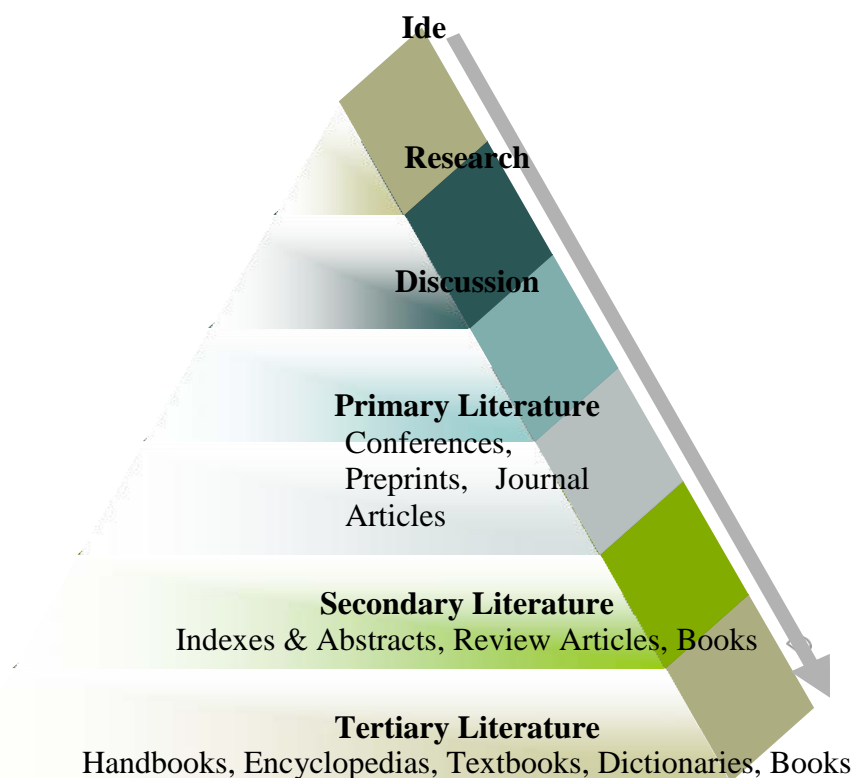 Ide
Research
Discussion
Primary Literature
Conferences,
Preprints, Journal
Articles
Secondary Literature
Indexes & Abstracts, Review Articles, Books
Tertiary Literature
Handbooks, Encyclopedias, Textbooks, Dictionaries, Books